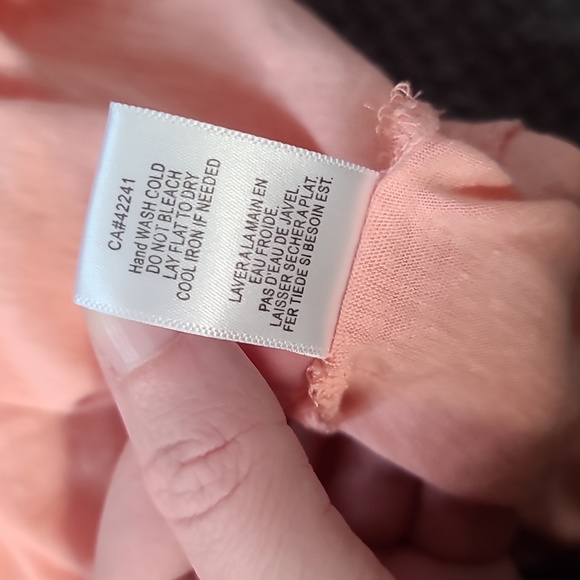 CA#42241
Hand WASH COLD
DO NOT BLEACH
LAY FLAT TO DRY
COOL IRON IF NEEDED
LAVER A LA MAIN EN
EAU FROIDE.
PAS D'EAU DE JAVEL.
LAISSER SECHER A PLAT.
FER TIEDE SI BESOIN EST.